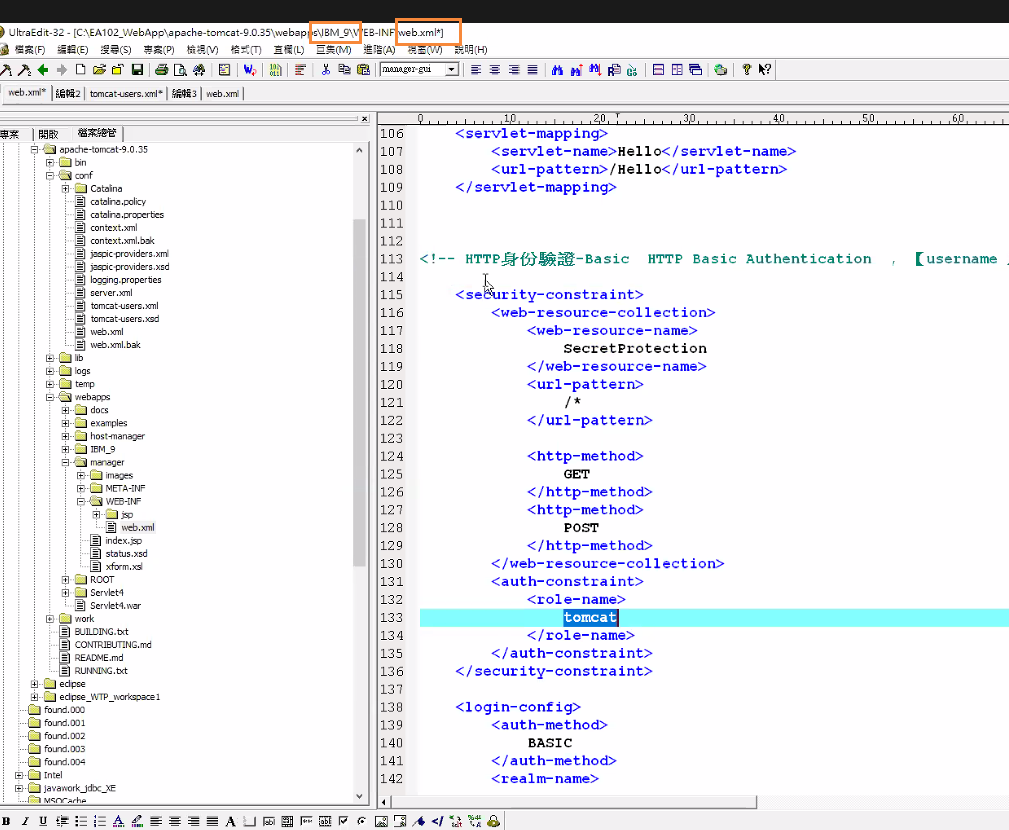 UltraEdit-32 - [C:\EA102_WebApp\apache-tomcat-9.0.35\webapps\IBM_9\WEB-INF\web.xml*]
檔案(F) 編輯(E) 搜尋(S) 專案(P) 檢視(V) 格式(T) 直欄(L) 巨集(M) 進階(A) 視窗(W) 說明(H)
manager-gui
web.xml* 編輯2 tomcat-users.xml* 編輯3 web.xml
專案 開啟 檔案總管
apache-tomcat-9.0.35
bin
conf
Catalina
catalina.policy
catalina.properties
context.xml
context.xml.bak
jaspic-providers.xml
jaspic-providers.xsd
logging.properties
server.xml
tomcat-users.xml
tomcat-users.xsd
web.xml
web.xml.bak
lib
logs
temp
webapps
docs
examples
host-manager
IBM_9
manager
images
META-INF
WEB-INF
jsp
web.xml
index.jsp
status.xsd
xform.xsl
ROOT
Servlet4
Servlet4.war
work
BUILDING.txt
CONTRIBUTING.md
README.md
RUNNING.txt
eclipse
eclipse_WTP_workspace1
found.000
found.001
found.002
found.003
found.004
Intel
javawork_jdbc_XE
MSOCache
0 10 20 30 40 50 60
106 <servlet-mapping>
107 <servlet-name>Hello</servlet-name>
108 <url-pattern>/Hello</url-pattern>
109 </servlet-mapping>
110
111
112
113 <!-- HTTP身份驗證-Basic HTTP Basic Authentication , 【username
114
115 <security-constraint>
116 <web-resource-collection>
117 <web-resource-name>
118 SecretProtection
119 </web-resource-name>
120 <url-pattern>
121 /*
122 </url-pattern>
123
124 <http-method>
125 GET
126 </http-method>
127 <http-method>
128 POST
129 </http-method>
130 </web-resource-collection>
131 <auth-constraint>
132 <role-name>
133 tomcat
134 </role-name>
135 </auth-constraint>
136 </security-constraint>
137
138 <login-config>
139 <auth-method>
140 BASIC
141 </auth-method>
142 <realm-name>